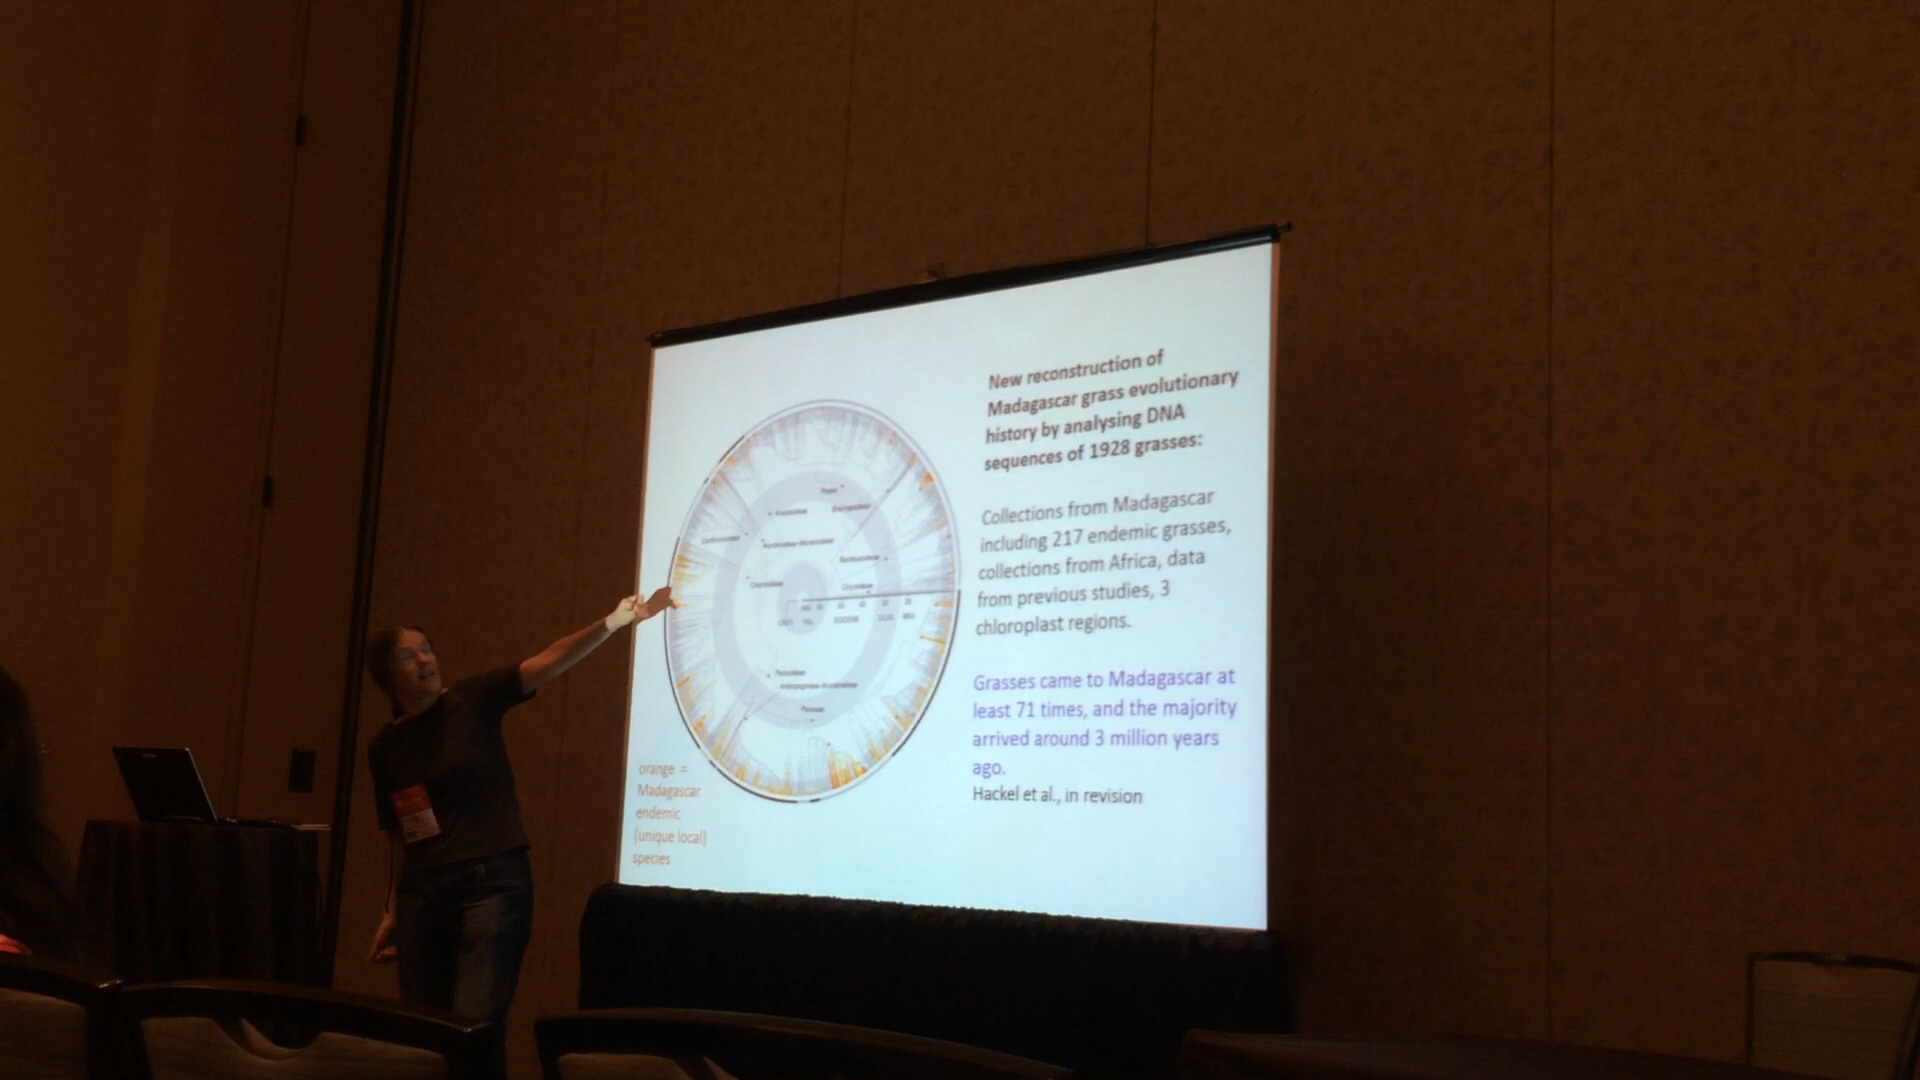 New reconstruction of
Madagascar grass evolutionary
history by analysing DNA
sequences of 1928 grasses:
Collections from Madagascar
including 217 endemic grasses,
collections from Africa, data
from previous studies, 3
chloroplast regions.
Grasses came to Madagascar at
least 71 times, and the majority
arrived around 3 million years
ago.
Hackel et al., in revision
orange =
Madagascar
endemic
(unique local)
species
EOCENE